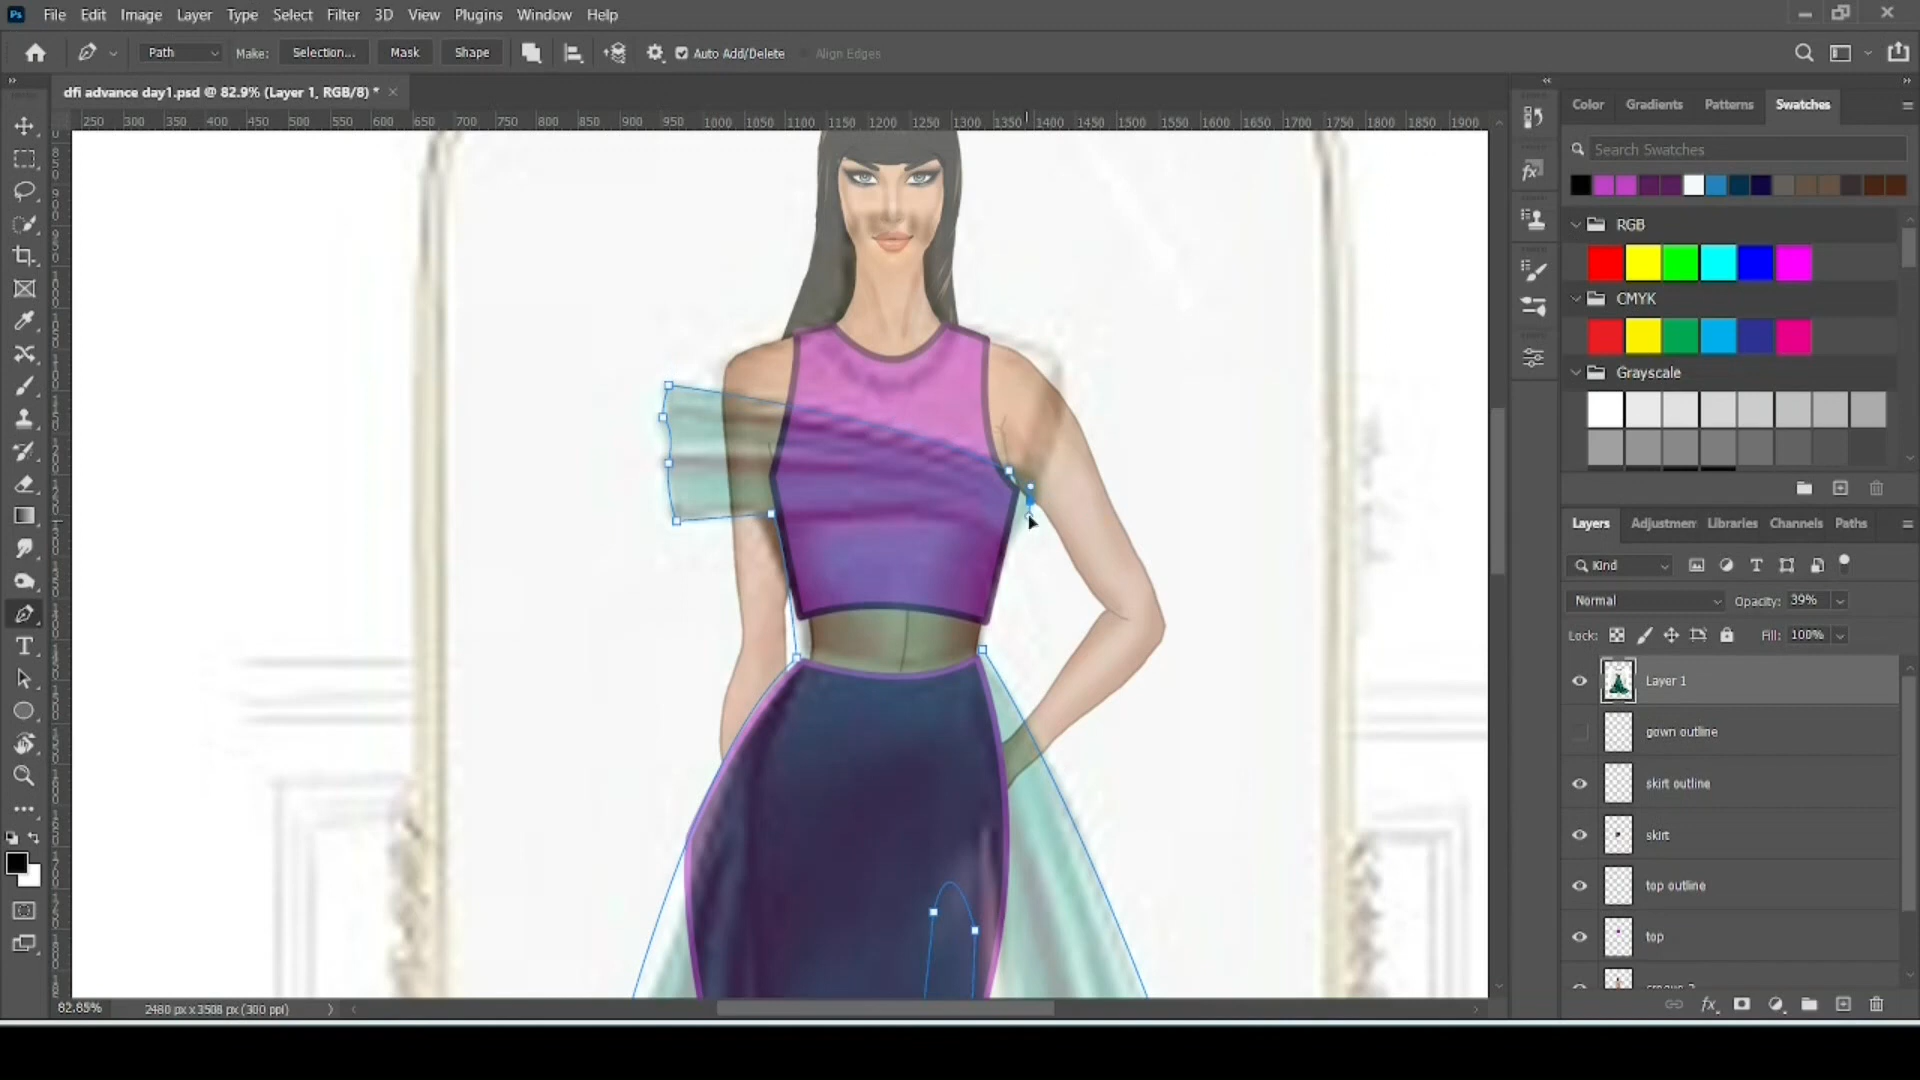 Ps File Edit Image Layer Type Select Filter 3D View Plugins Window Help
Path Make: Selection... Mask Shape Auto Add/Delete Align Edges
dfi advance day1.psd @ 82.9% (Layer 1, RGB/8) *
250 300 350 400 450 500 550 600 650 700 750 800 850 900 950 1000 1050 1100 1150 1200 1250 1300 1350 1400 1450 1500 1550 1600 1650 1700 1750 1800 1850 1900
Color Gradients Patterns Swatches
Search Swatches
RGB
CMYK
Grayscale
Layers Adjustmen Libraries Channels Paths
Kind
Normal Opacity: 39%
Lock: Fill: 100%
Layer 1
gown outline
skirt outline
skirt
top outline
top
82.85% 2480 px x 3508 px (300 ppi)